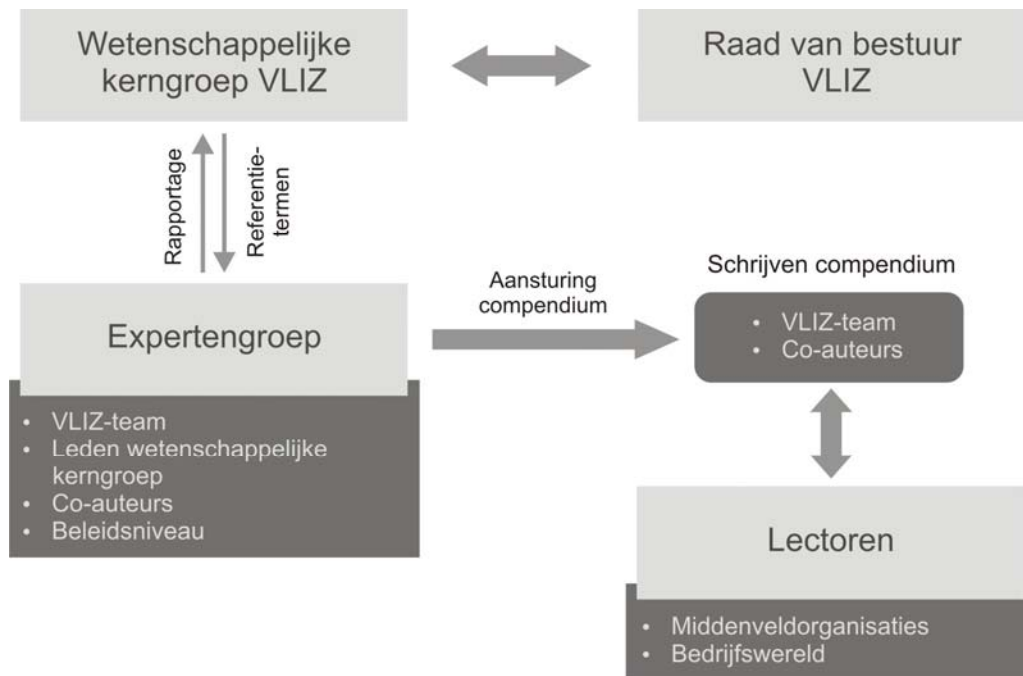 Wetenschappelijke
kerngroep VLIZ
Raad van bestuur
VLIZ
Rapportage
Referentie-
termen
Expertengroep
• VLIZ-team
• Leden wetenschappelijke
kerngroep
• Co-auteurs
• Beleidsniveau
Aansturing
compendium
Schrijven compendium
• VLIZ-team
• Co-auteurs
Lectoren
• Middenveldorganisaties
• Bedrijfswereld